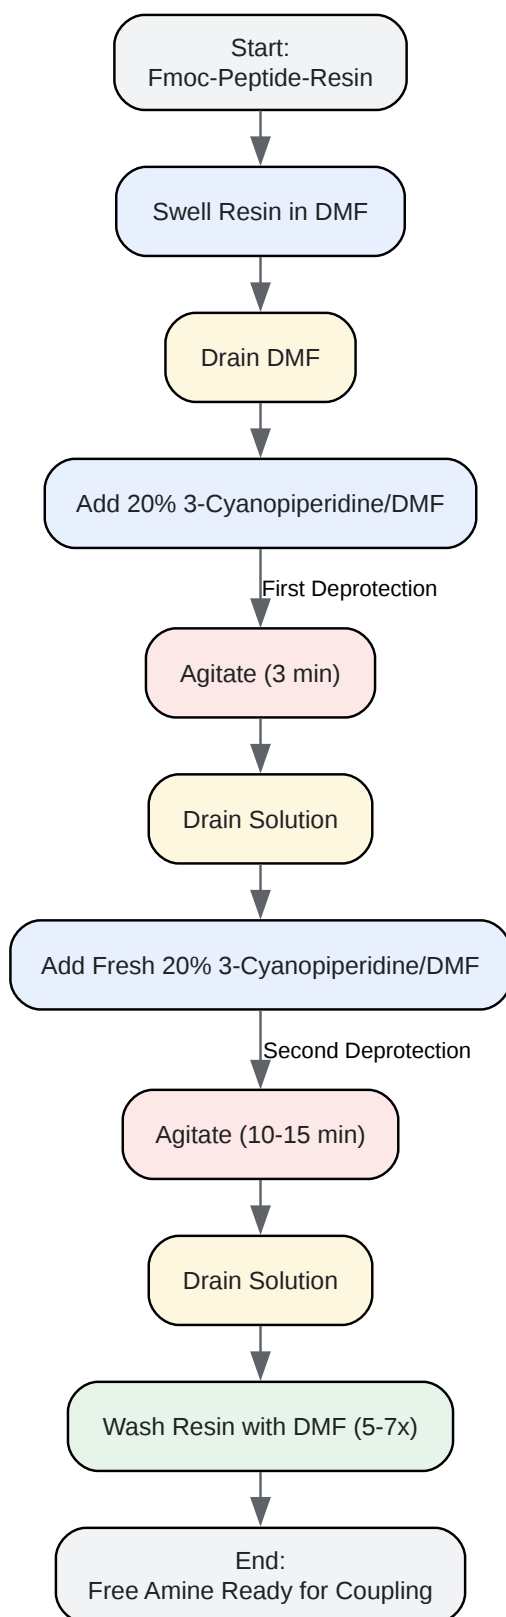 Start:
Fmoc-Peptide-Resin
Swell Resin in DMF
Drain DMF
Add 20% 3-Cyanopiperidine/DMF
First Deprotection
Agitate (3 min)
Drain Solution
Add Fresh 20% 3-Cyanopiperidine/DMF
Second Deprotection
Agitate (10-15 min)
Drain Solution
Wash Resin with DMF (5-7x)
End:
Free Amine Ready for Coupling